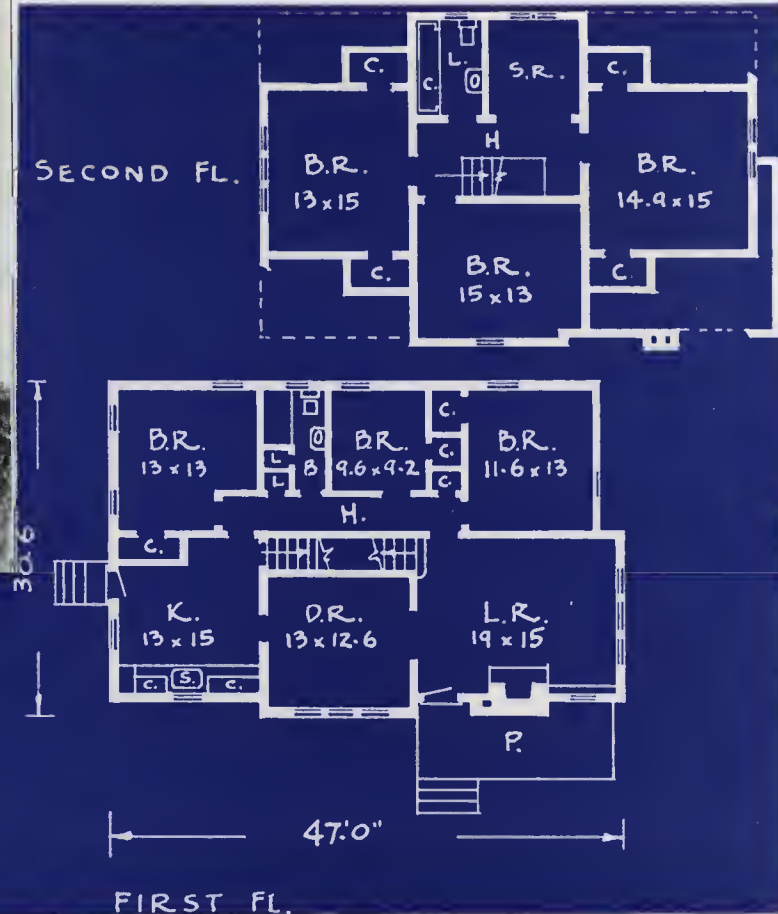 C.
L.
S.R.
C.
C.
H
SECOND FL.
B.R.
13 x 15
B.R.
14.9 x 15
C.
B.R.
15 x 13
C.
B.R.
13 x 13
L
L
B
B.R.
9.6 x 9.2
C.
C.
C.
B.R.
11.6 x 13
H.
30.6
C.
K.
13 x 15
D.R.
13 x 12.6
L.R.
19 x 15
C.
S.
C.
P.
47'.0"
FIRST FL.